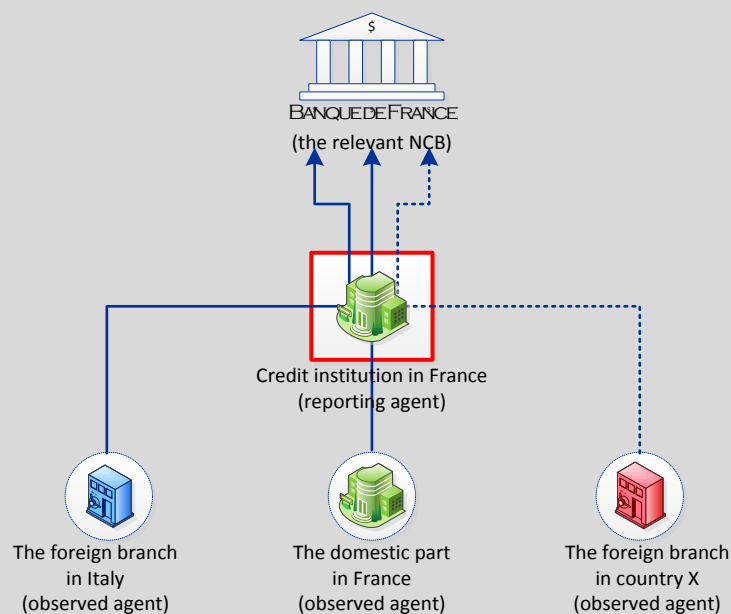 $
BANQUE DE FRANCE
(the relevant NCB)
Credit institution in France
(reporting agent)
The foreign branch
in Italy
(observed agent)
The domestic part
in France
(observed agent)
The foreign branch
in country X
(observed agent)